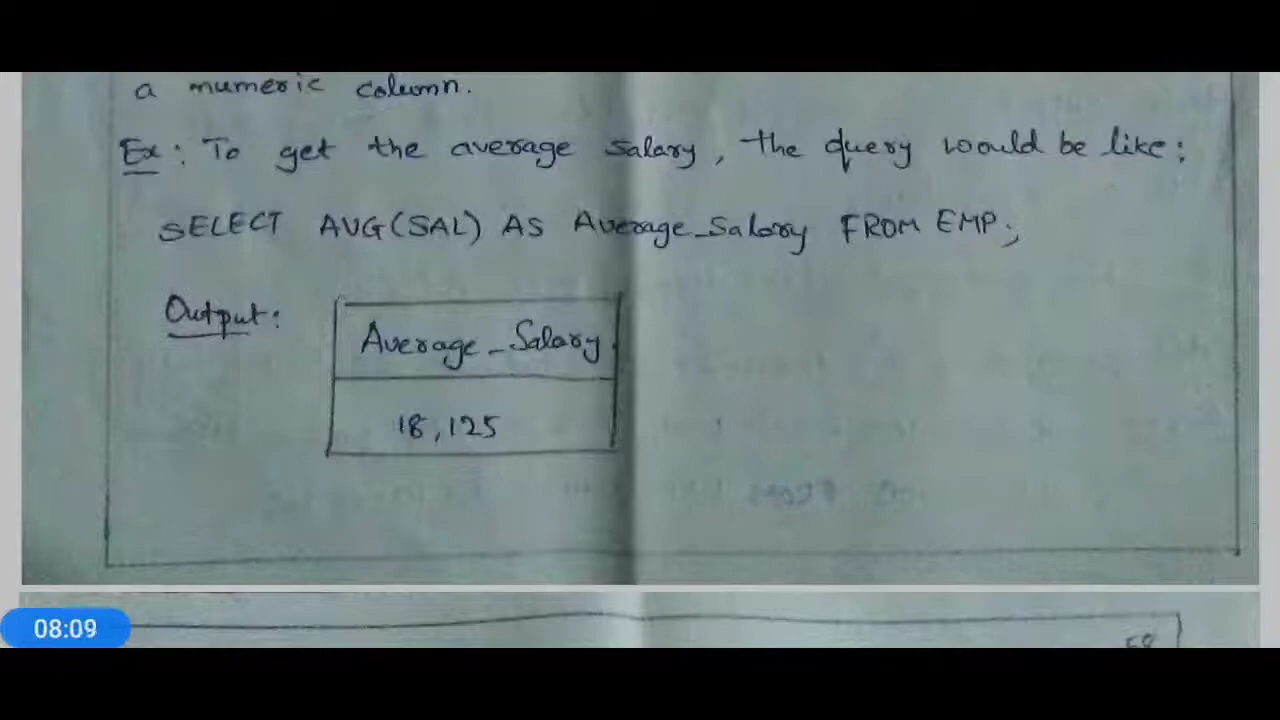 a numeric column.
Ex: To get the average salary, the query would be like:
SELECT AVG(SAL) AS Average_Salary FROM EMP;
Output:
Average_Salary
18,125
08:09